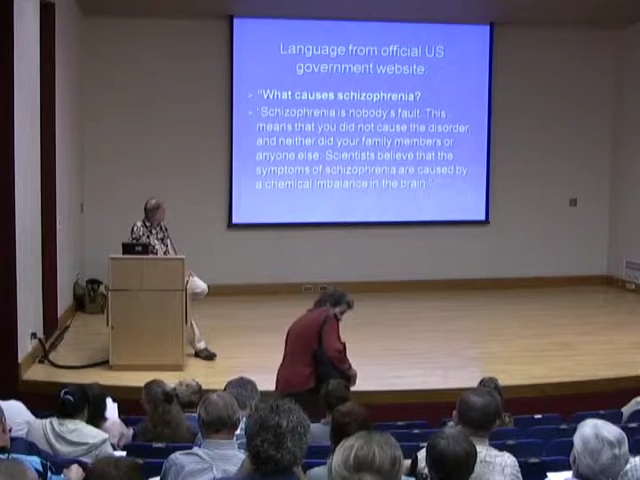 Language from official US
government website:
"What causes schizophrenia?
"Schizophrenia is nobody's fault. This
means that you did not cause the disorder,
and neither did your family members or
anyone else. Scientists believe that the
symptoms of schizophrenia are caused by
a chemical imbalance in the brain."